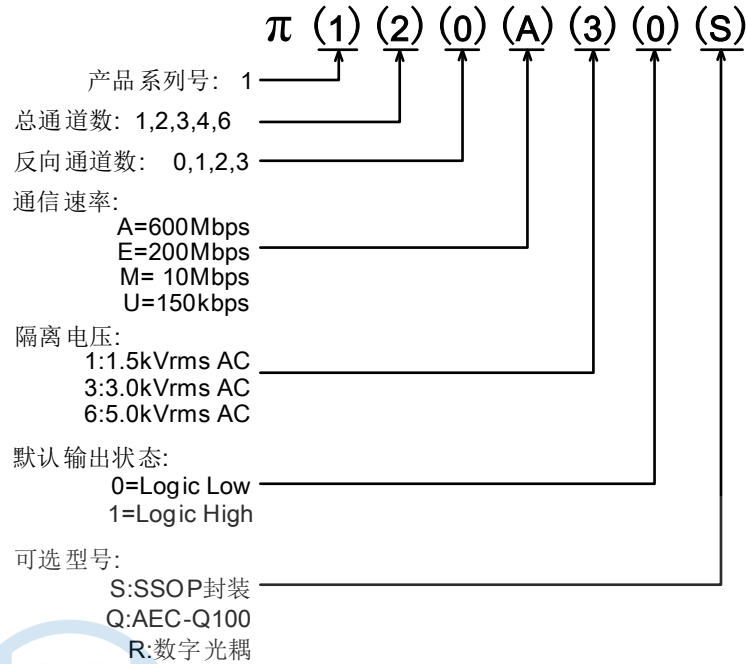 π (1) (2) (0) (A) (3) (0) (S)
产品系列号: 1
总通道数: 1,2,3,4,6
反向通道数: 0,1,2,3
通信速率:
A=600Mbps
E=200Mbps
M= 10Mbps
U=150kbps
隔离电压:
1:1.5kVrms AC
3:3.0kVrms AC
6:5.0kVrms AC
默认输出状态:
0=Logic Low
1=Logic High
可选型号:
S:SSOP封装
Q:AEC-Q100
R:数字光耦